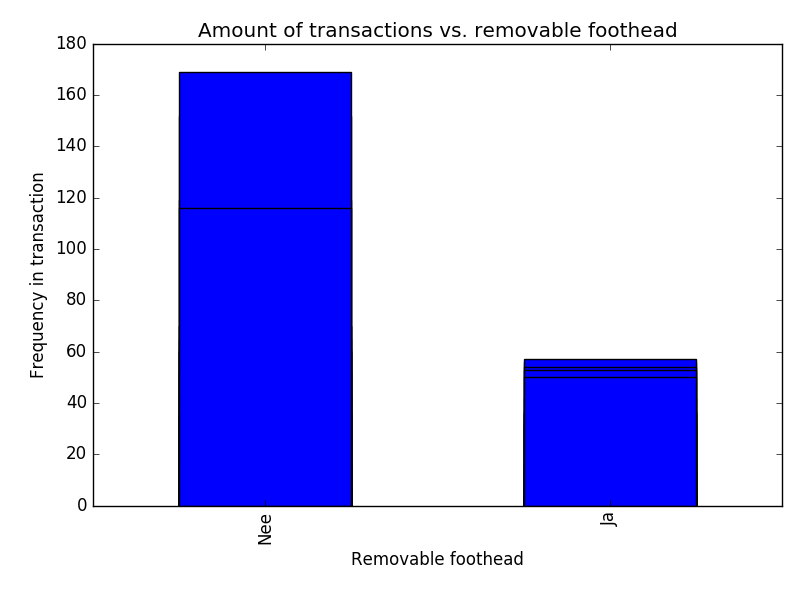 Amount of transactions vs. removable foothead
180
160
140
120
100
80
60
40
20
0
Frequency in transaction
Nee
Ja
Removable foothead